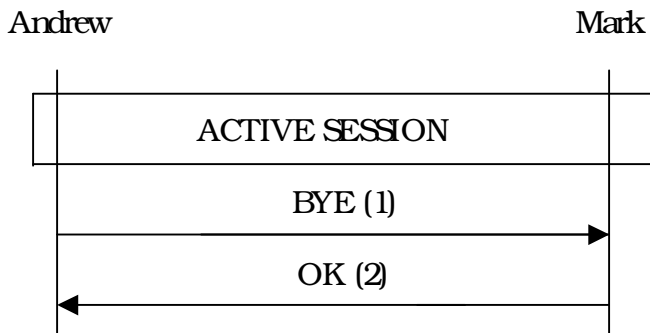 Andrew Mark
ACTIVE SESSION
BYE (1)
OK (2)